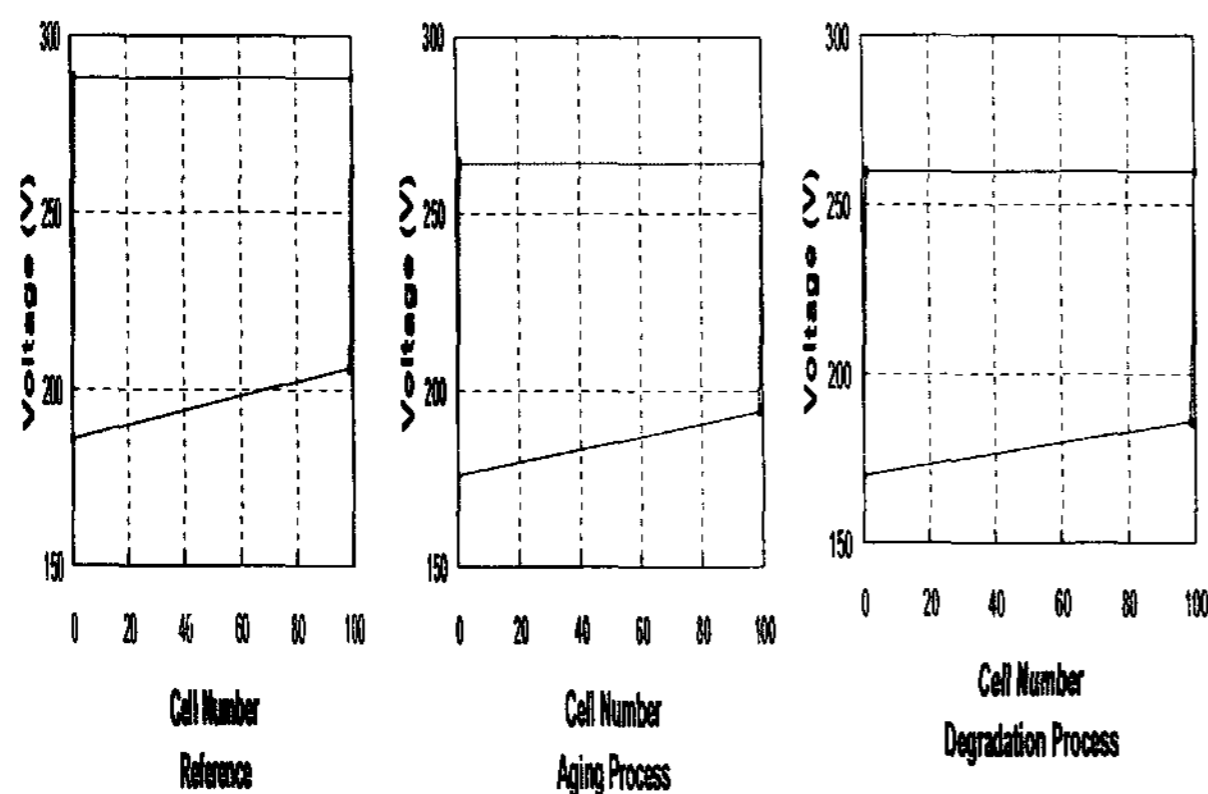 300
250
200
150
Voltage (V)
0 20 40 60 80 100
Cell Number
Reference
300
250
200
150
Voltage (V)
0 20 40 60 80 100
Cell Number
Aging Process
300
250
200
150
Voltage (V)
0 20 40 60 80 100
Cell Number
Degradation Process